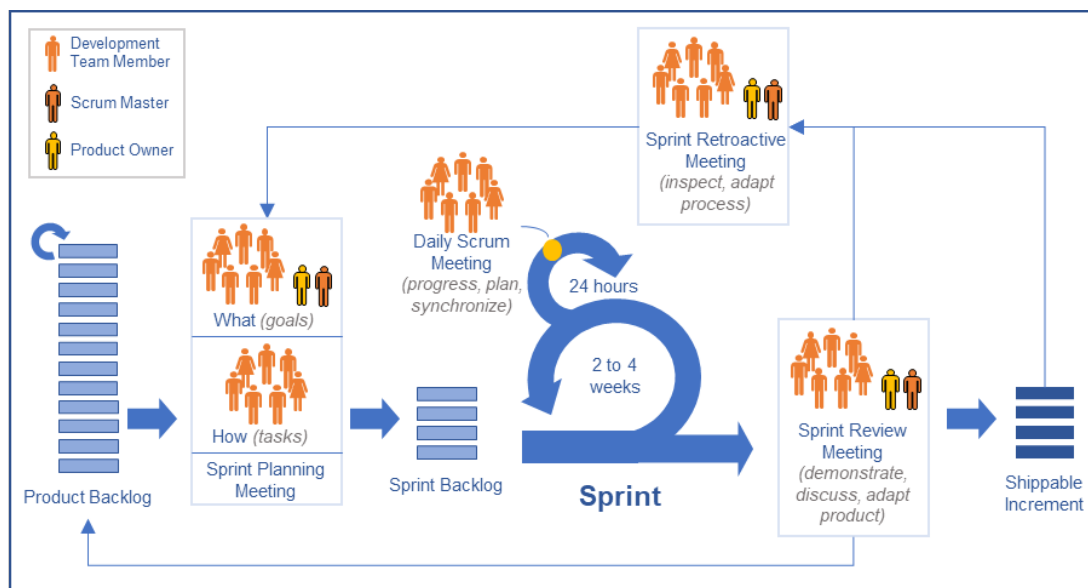 Development
Team Member
Scrum Master
Product Owner
Sprint Retroactive
Meeting
(inspect, adapt
process)
Daily Scrum
Meeting
(progress, plan,
synchronize)
24 hours
What (goals)
2 to 4
weeks
How (tasks)
Sprint Planning
Meeting
Product Backlog
Sprint Backlog
Sprint
Sprint Review
Meeting
(demonstrate,
discuss, adapt
product)
Shippable
Increment